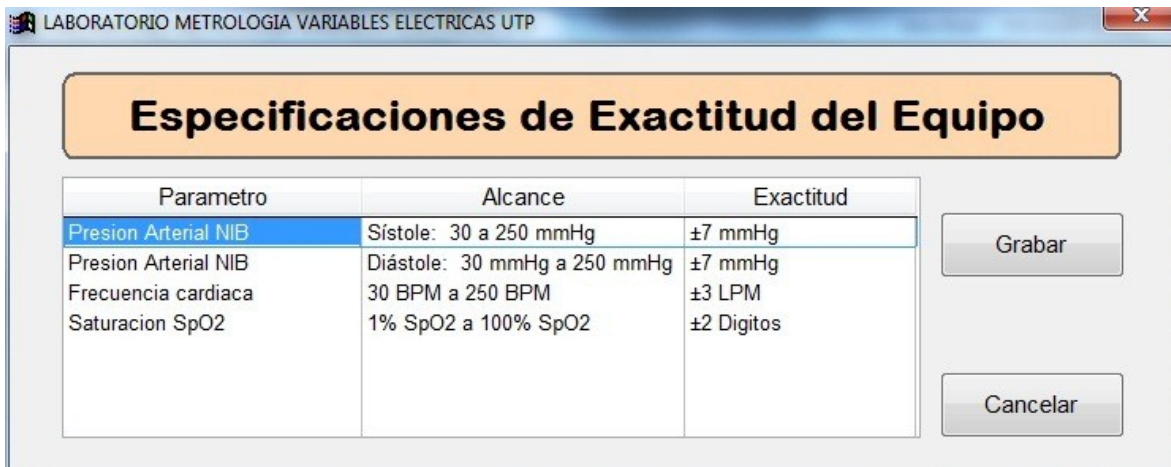 LABORATORIO METROLOGIA VARIABLES ELECTRICAS UTP
Especificaciones de Exactitud del Equipo
Parametro Alcance Exactitud
Presion Arterial NIB Sístole: 30 a 250 mmHg ±7 mmHg
Presion Arterial NIB Diástole: 30 mmHg a 250 mmHg ±7 mmHg
Frecuencia cardiaca 30 BPM a 250 BPM ±3 LPM
Saturacion SpO2 1% SpO2 a 100% SpO2 ±2 Digitos
Grabar
Cancelar